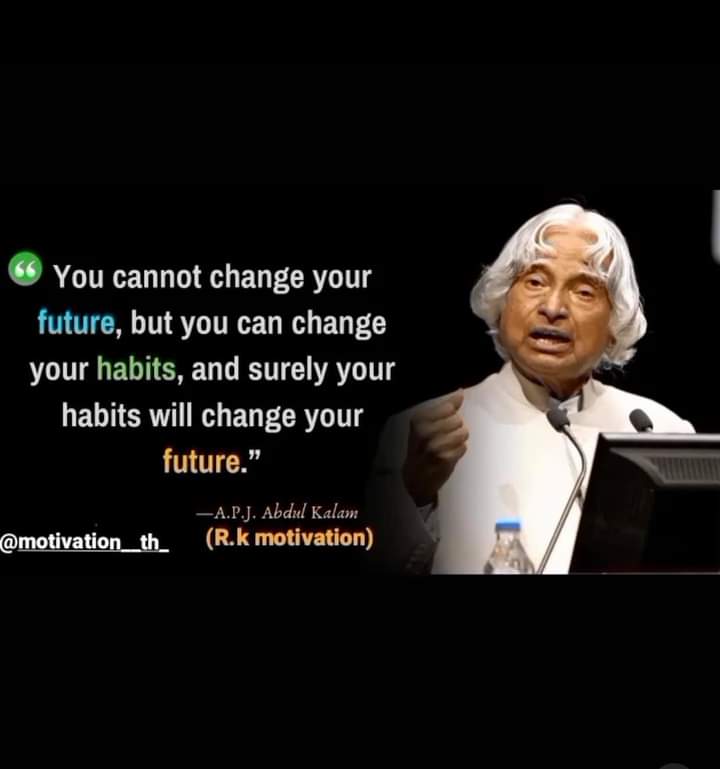 “ You cannot change your
future, but you can change
your habits, and surely your
habits will change your
future.”
—A.P.J. Abdul Kalam
@motivation__th_ (R.k motivation)